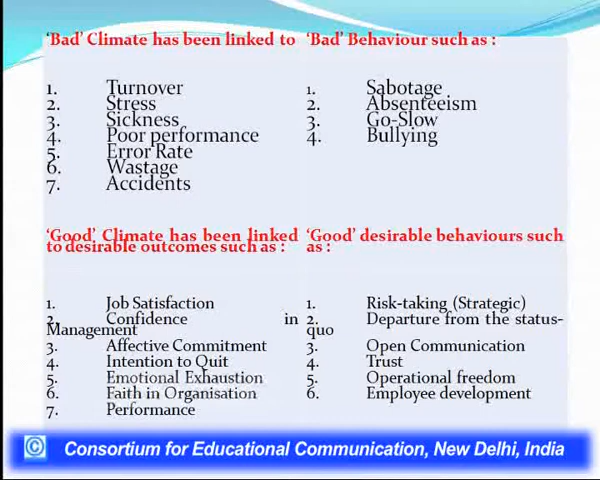 'Bad' Climate has been linked to
1. Turnover
2. Stress
3. Sickness
4. Poor performance
5. Error Rate
6. Wastage
7. Accidents
'Bad' Behaviour such as :
1. Sabotage
2. Absenteeism
3. Go-Slow
4. Bullying
'Good' Climate has been linked
to desirable outcomes such as :
1. Job Satisfaction
2. Confidence in
Management
3. Affective Commitment
4. Intention to Quit
5. Emotional Exhaustion
6. Faith in Organisation
7. Performance
'Good' desirable behaviours such
as :
1. Risk-taking (Strategic)
2. Departure from the status-
quo
3. Open Communication
4. Trust
5. Operational freedom
6. Employee development
© Consortium for Educational Communication, New Delhi, India